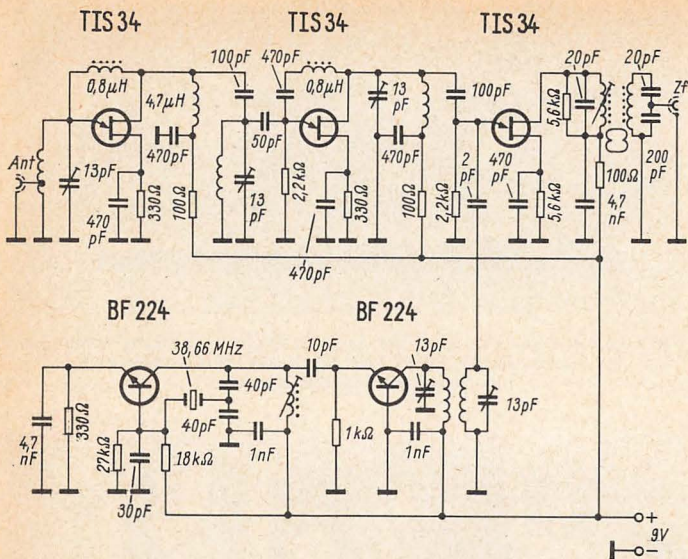 TIS 34
TIS 34
TIS 34
0,8µH
100pF
470pF
0,8µH
20pF
20pF
4,7µH
13 pF
100pF
5,6kΩ
Zf
Ant
13pF
470pF
50pF
470pF
2 pF
470 pF
100Ω
200 pF
470 pF
330Ω
100Ω
13 pF
2,2kΩ
330Ω
100Ω
2,2kΩ
5,6kΩ
4,7 nF
470pF
BF 224
BF 224
38,66 MHz
10pF
13pF
40pF
13pF
40pF
4,7 nF
330Ω
27kΩ
18kΩ
1nF
1kΩ
1nF
30pF
+
9V
−